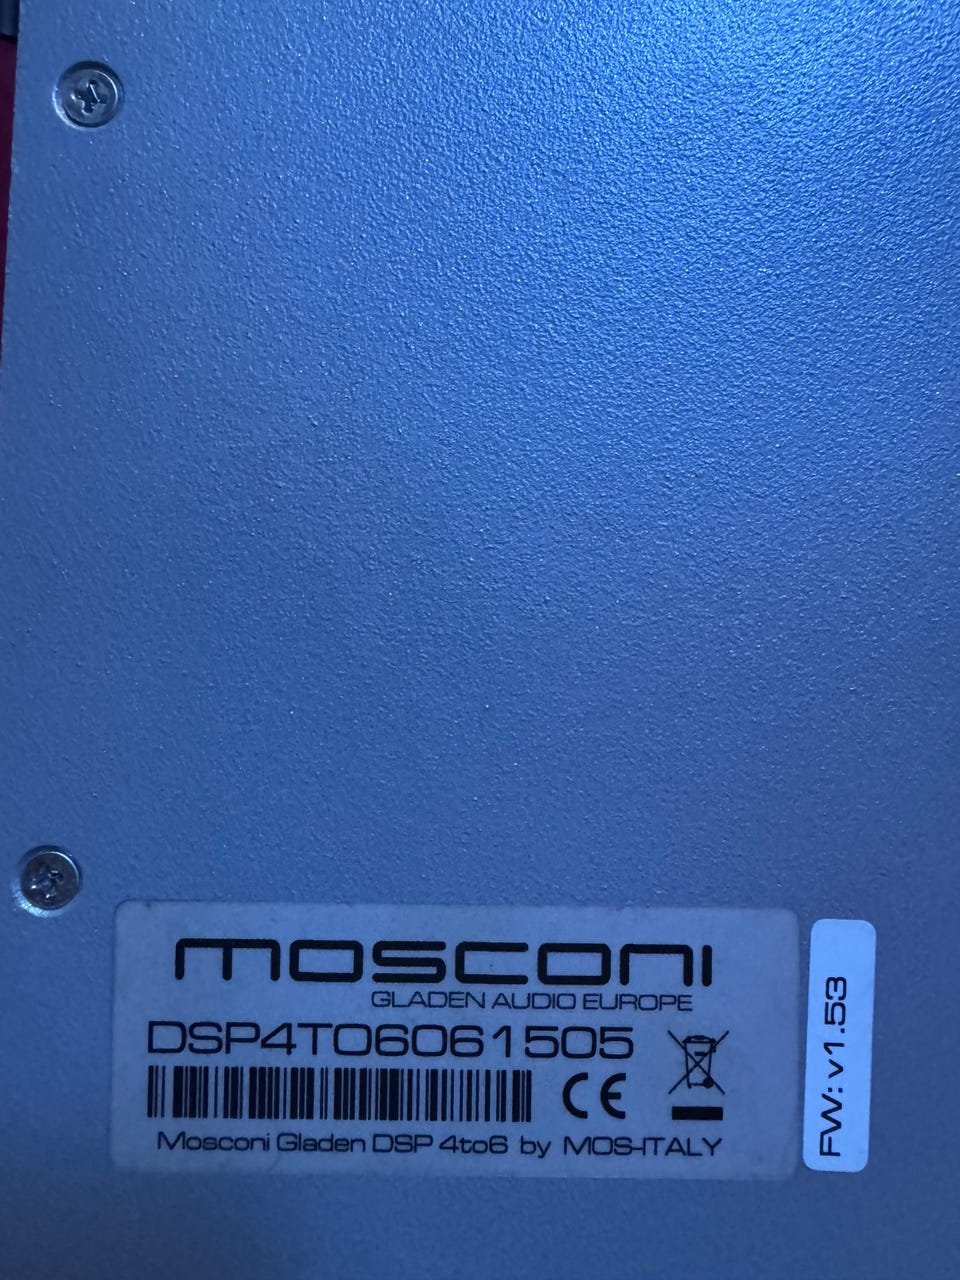 mosconi
GLADEN AUDIO EUROPE
DSP4TO6061505
CE
Mosconi Gladen DSP 4to6 by MOS-ITALY
FW: v1.53